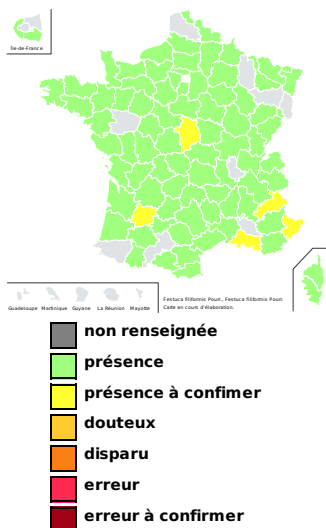 Île-de-France
Guadeloupe Martinique Guyane La Réunion Mayotte
Festuca filiformis Pourr., Festuca filiformis Pourr.
Carte en cours d'élaboration.
non renseignée
présence
présence à confimer
douteux
disparu
erreur
erreur à confirmer